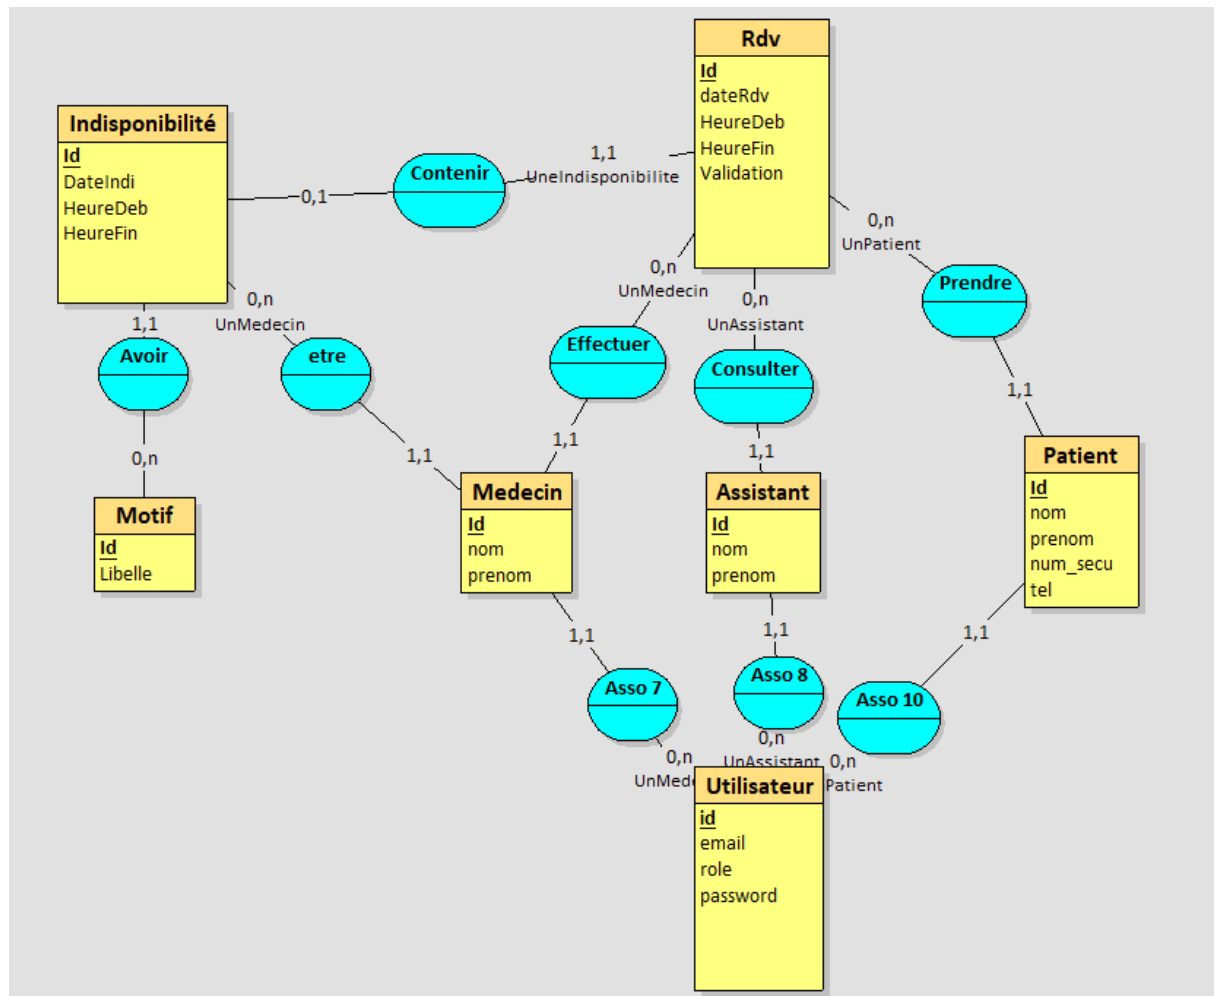 Rdv
Id
dateRdv
HeureDeb
HeureFin
Validation
Indisponibilité
Id
DateIndi
HeureDeb
HeureFin
Contenir
1,1
UneIndisponibilite
0,1
0,n
UnPatient
Prendre
1,1
0,n
UnMedecin
Effectuer
1,1
0,n
UnAssistant
Consulter
1,1
0,n
UnMedecin
etre
1,1
1,1
Avoir
0,n
Motif
Id
Libelle
Medecin
Id
nom
prenom
Assistant
Id
nom
prenom
Patient
Id
nom
prenom
num_secu
tel
1,1
Asso 7
0,n
UnMede
1,1
Asso 8
0,n
UnAssistant
1,1
Asso 10
0,n
Patient
Utilisateur
id
email
role
password